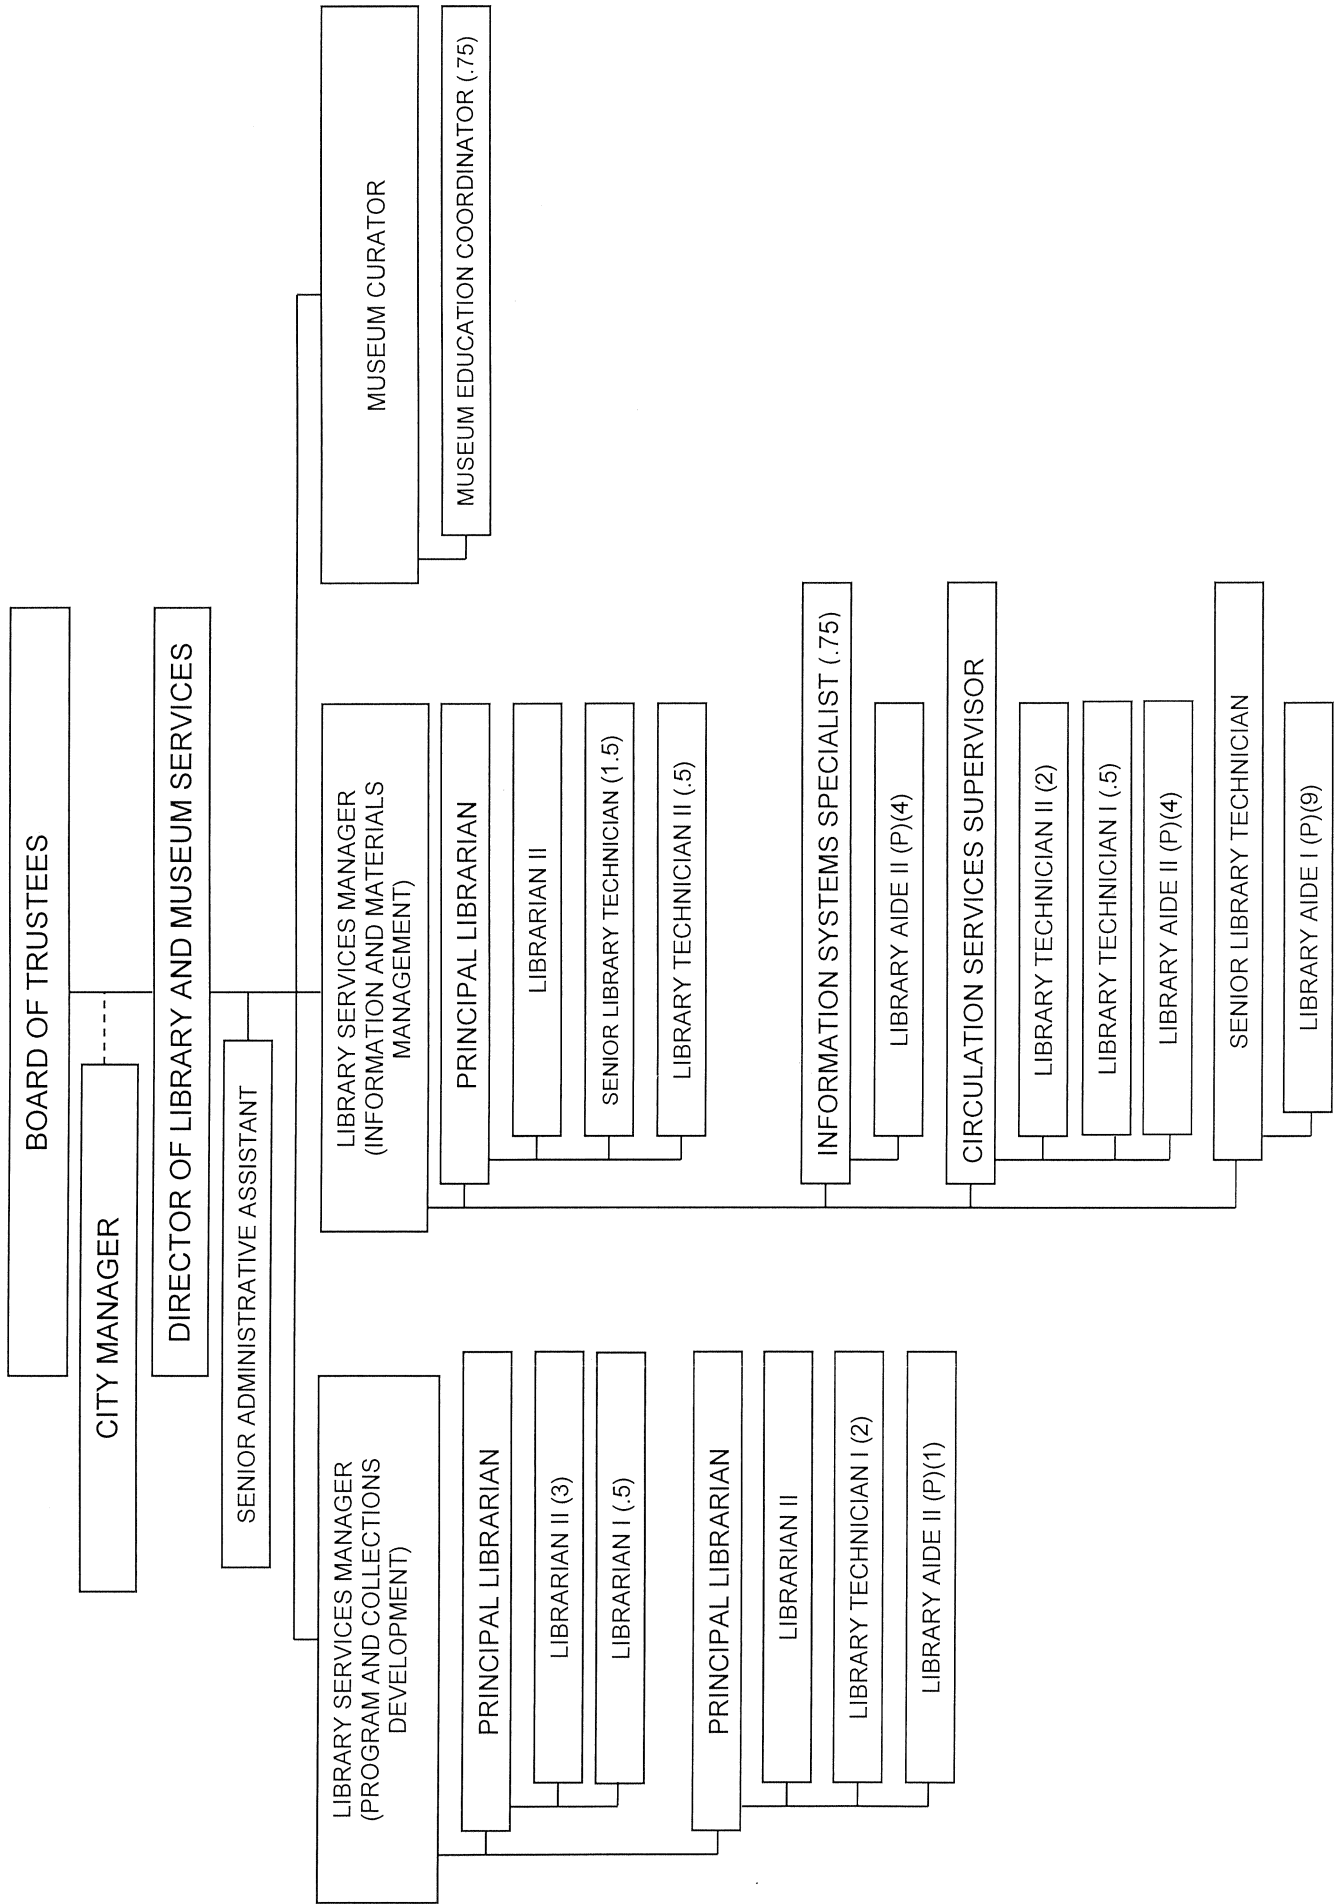 BOARD OF TRUSTEES
CITY MANAGER
DIRECTOR OF LIBRARY AND MUSEUM SERVICES
SENIOR ADMINISTRATIVE ASSISTANT
LIBRARY SERVICES MANAGER
(PROGRAM AND COLLECTIONS
DEVELOPMENT)
PRINCIPAL LIBRARIAN
LIBRARIAN II (3)
LIBRARIAN I (.5)
PRINCIPAL LIBRARIAN
LIBRARIAN II
LIBRARY TECHNICIAN I (2)
LIBRARY AIDE II (P)(1)
LIBRARY SERVICES MANAGER
(INFORMATION AND MATERIALS
MANAGEMENT)
PRINCIPAL LIBRARIAN
LIBRARIAN II
SENIOR LIBRARY TECHNICIAN (1.5)
LIBRARY TECHNICIAN II (.5)
INFORMATION SYSTEMS SPECIALIST (.75)
LIBRARY AIDE II (P)(4)
CIRCULATION SERVICES SUPERVISOR
LIBRARY TECHNICIAN II (2)
LIBRARY TECHNICIAN I (.5)
LIBRARY AIDE II (P)(4)
SENIOR LIBRARY TECHNICIAN
LIBRARY AIDE I (P)(9)
MUSEUM CURATOR
MUSEUM EDUCATION COORDINATOR (.75)